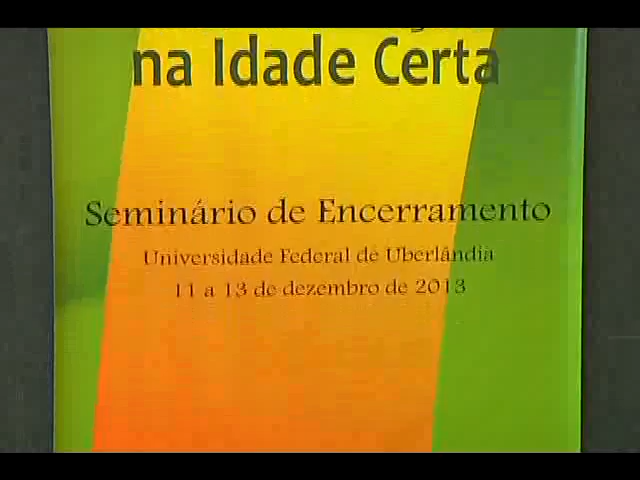 na Idade Certa
Seminário de Encerramento
Universidade Federal de Uberlândia
11 a 13 de dezembro de 2013